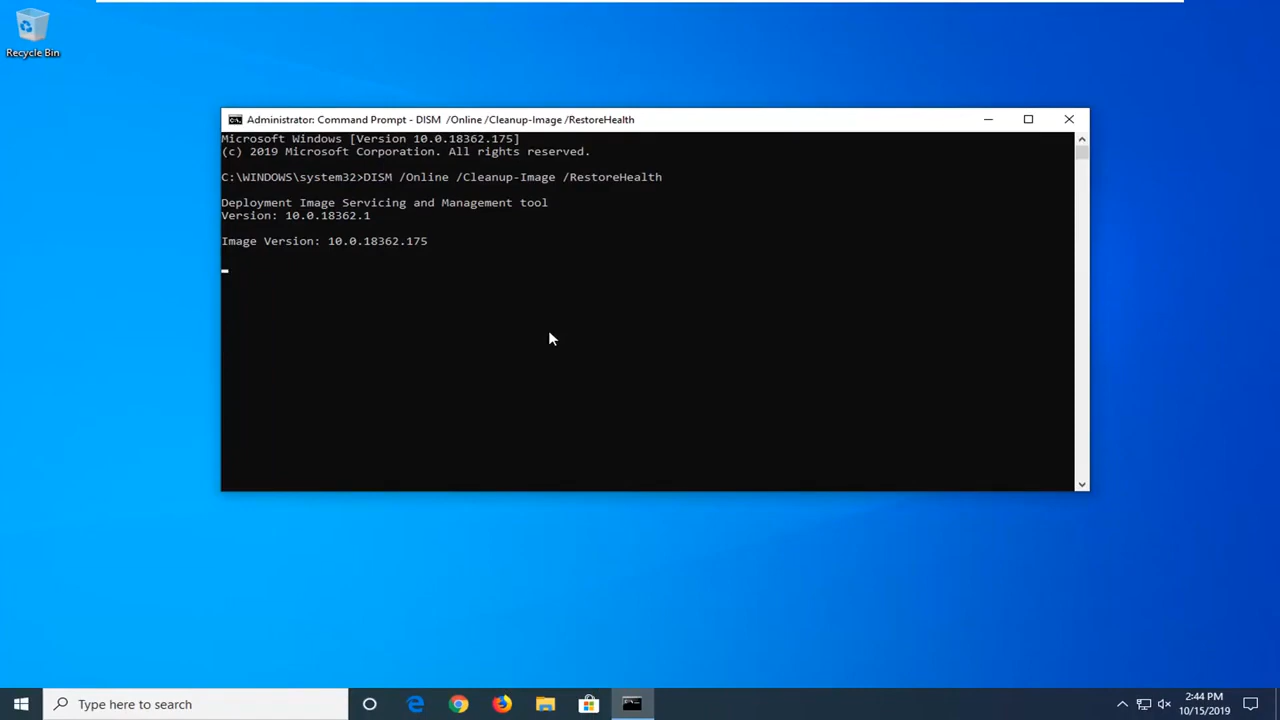 Recycle Bin
Administrator: Command Prompt - DISM  /Online /Cleanup-Image /RestoreHealth
Microsoft Windows [Version 10.0.18362.175]
(c) 2019 Microsoft Corporation. All rights reserved.
C:\WINDOWS\system32>DISM /Online /Cleanup-Image /RestoreHealth
Deployment Image Servicing and Management tool
Version: 10.0.18362.1
Image Version: 10.0.18362.175
Type here to search
2:44 PM
10/15/2019